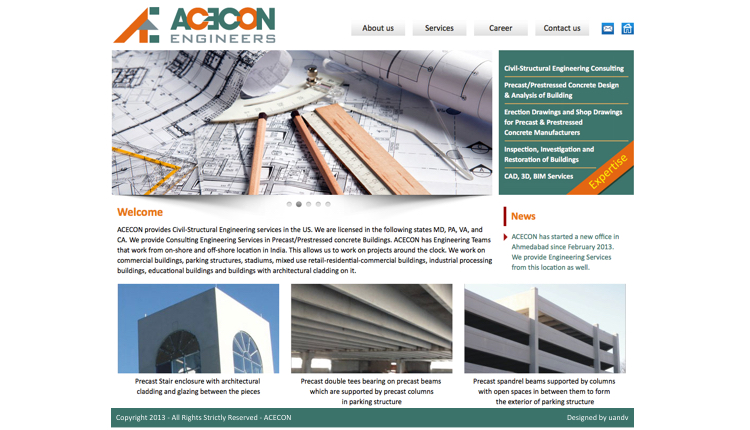 ACECON
ENGINEERS
About us
Services
Career
Contact us
Civil-Structural Engineering Consulting
Precast/Prestressed Concrete Design
& Analysis of Building
Erection Drawings and Shop Drawings
for Precast & Prestressed
Concrete Manufacturers
Inspection, Investigation and
Restoration of Buildings
CAD, 3D, BIM Services
Expertise
Welcome
ACECON provides Civil-Structural Engineering services in the US. We are licensed in the following states MD, PA, VA, and
CA. We provide Consulting Engineering Services in Precast/Prestressed concrete Buildings. ACECON has Engineering Teams
that work from on-shore and off-shore location in India. This allows us to work on projects around the clock. We work on
commercial buildings, parking structures, stadiums, mixed use retail-residential-commercial buildings, industrial processing
buildings, educational buildings and buildings with architectural cladding on it.
News
ACECON has started a new office in
Ahmedabad since February 2013.
We provide Engineering Services
from this location as well.
Precast Stair enclosure with architectural
cladding and glazing between the pieces
Precast double tees bearing on precast beams
which are supported by precast columns
in parking structure
Precast spandrel beams supported by columns
with open spaces in between them to form
the exterior of parking structure
Copyright 2013 - All Rights Strictly Reserved - ACECON
Designed by uandv